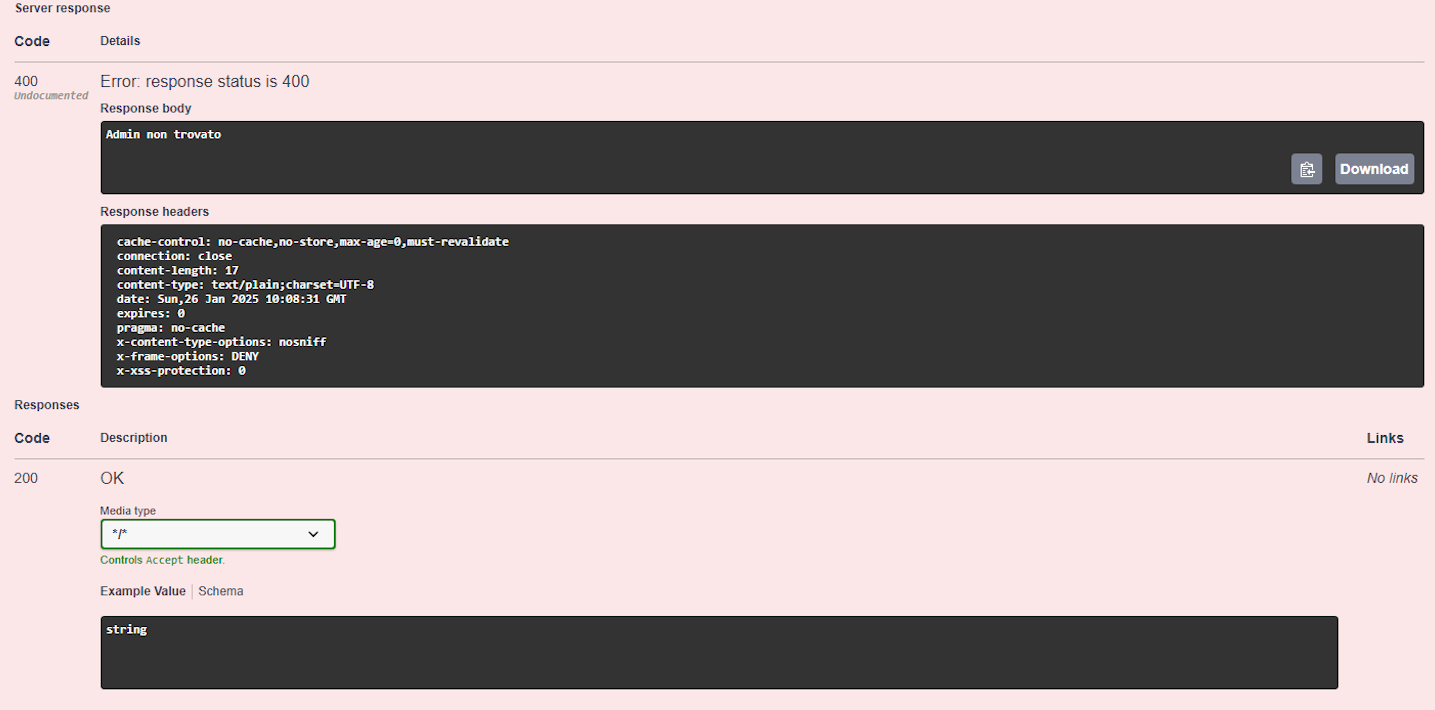 Server response
Code Details
400 Error: response status is 400
Undocumented
Response body
Admin non trovato
Download
Response headers
cache-control: no-cache,no-store,max-age=0,must-revalidate
connection: close
content-length: 17
content-type: text/plain;charset=UTF-8
date: Sun,26 Jan 2025 10:08:31 GMT
expires: 0
pragma: no-cache
x-content-type-options: nosniff
x-frame-options: DENY
x-xss-protection: 0
Responses
Code Description Links
200 OK No links
Media type
*/*
Controls Accept header.
Example Value Schema
string